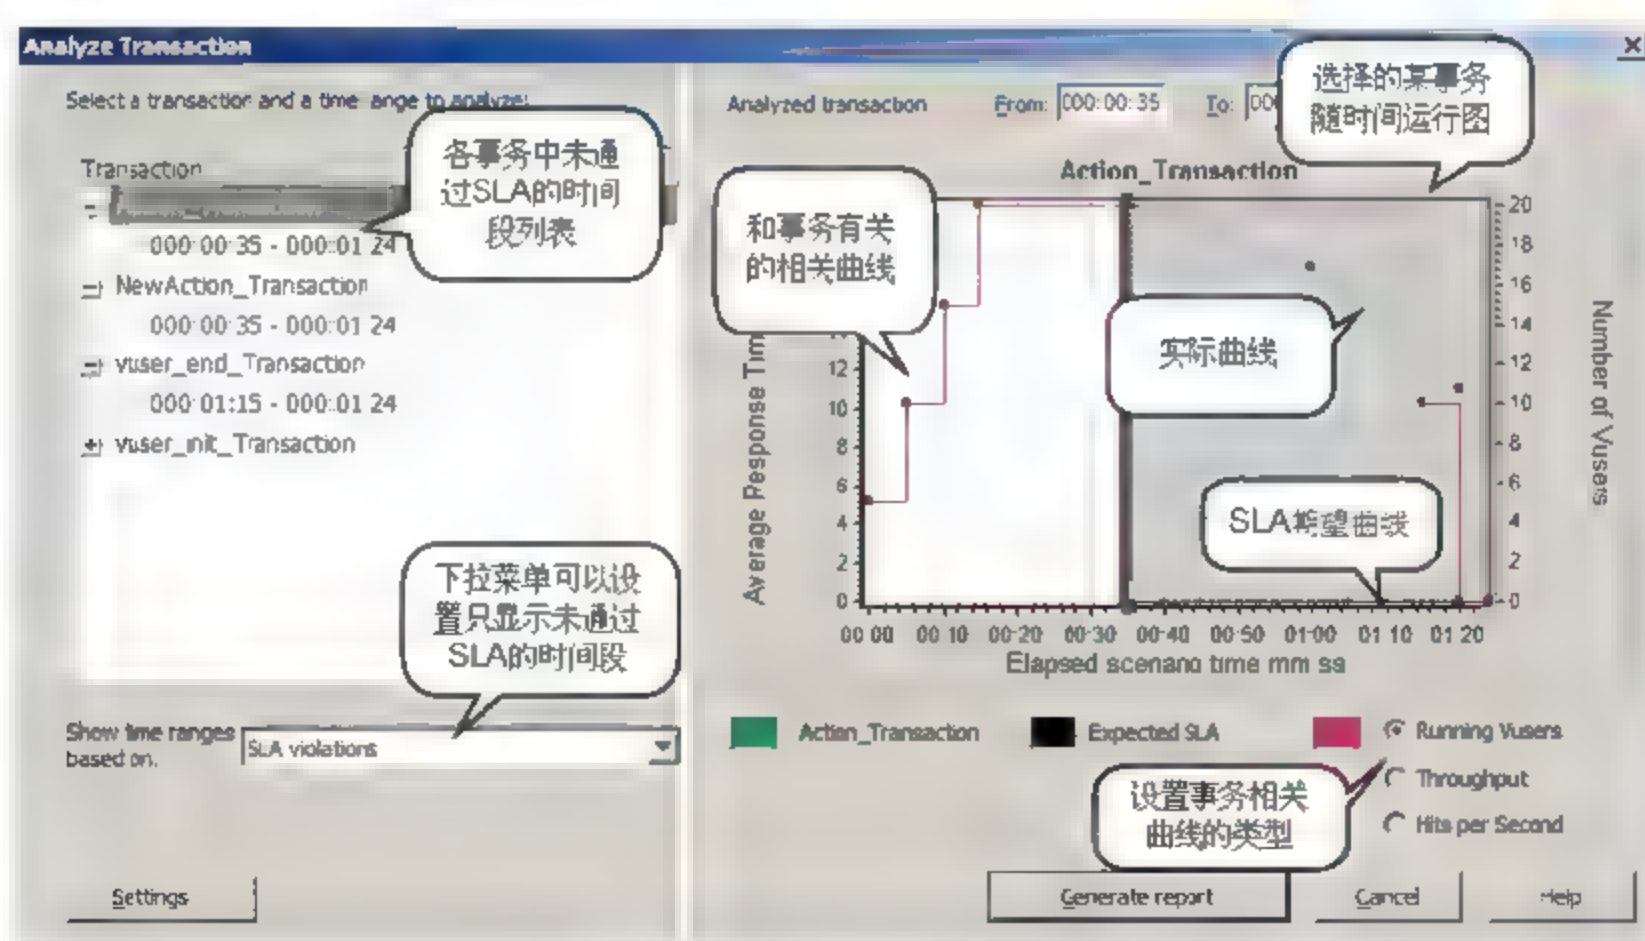 Analyze Transaction
Select a transaction and a time range to analyze:
Transaction
000:00:35 - 000:01:24
NewAction_Transaction
000:00:35 - 000:01:24
vuser_end_Transaction
000:01:15 - 000:01:24
vuser_init_Transaction
各事务中未通
过SLA的时间
段列表
下拉菜单可以设
置只显示未通过
SLA的时间段
Show time ranges
based on:
SLA violations
Settings
Analyzed transaction
From: 000:00:35
To: 00
选择的某事务
随时间运行图
Action_Transaction
和事务有关
的相关曲线
实际曲线
SLA期望曲线
Average Response Tim
14
12
10
8
6
4
2
0
20
18
16
14
12
10
8
6
4
2
0
Number of Vusers
00:00 00:10 00:20 00:30 00:40 00:50 01:00 01:10 01:20
Elapsed scenario time mm:ss
Action_Transaction
Expected SLA
Running Vusers
Throughput
Hits per Second
设置事务相关
曲线的类型
Generate report
Cancel
Help